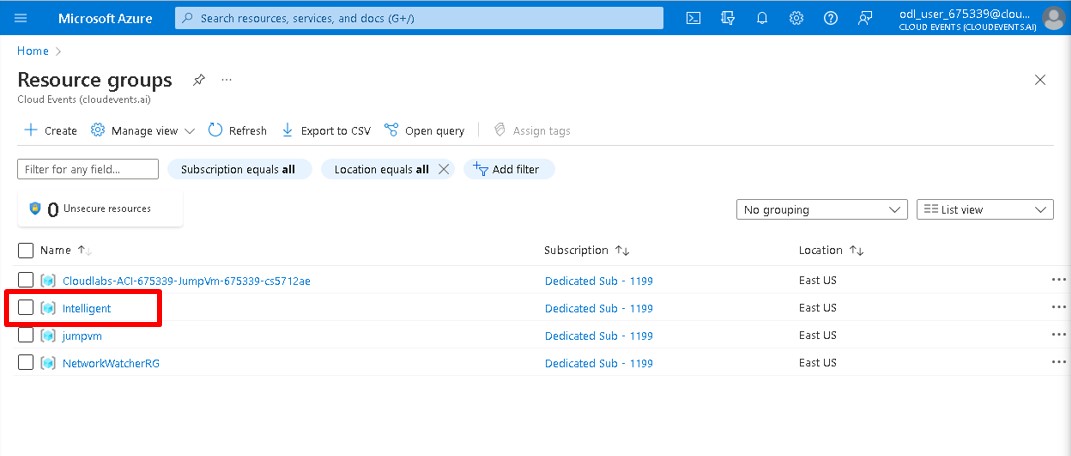 Microsoft Azure
Search resources, services, and docs (G+/)
odl_user_675339@clou...
CLOUD EVENTS (CLOUDEVENTS.AI)
Home
Resource groups
Cloud Events (cloudevents.ai)
Create Manage view Refresh Export to CSV Open query Assign tags
Filter for any field... Subscription equals all Location equals all Add filter
0 Unsecure resources
No grouping List view
Name Subscription Location
Cloudlabs-ACI-675339-JumpVm-675339-cs5712ae Dedicated Sub - 1199 East US
Intelligent Dedicated Sub - 1199 East US
jumpvm Dedicated Sub - 1199 East US
NetworkWatcherRG Dedicated Sub - 1199 East US